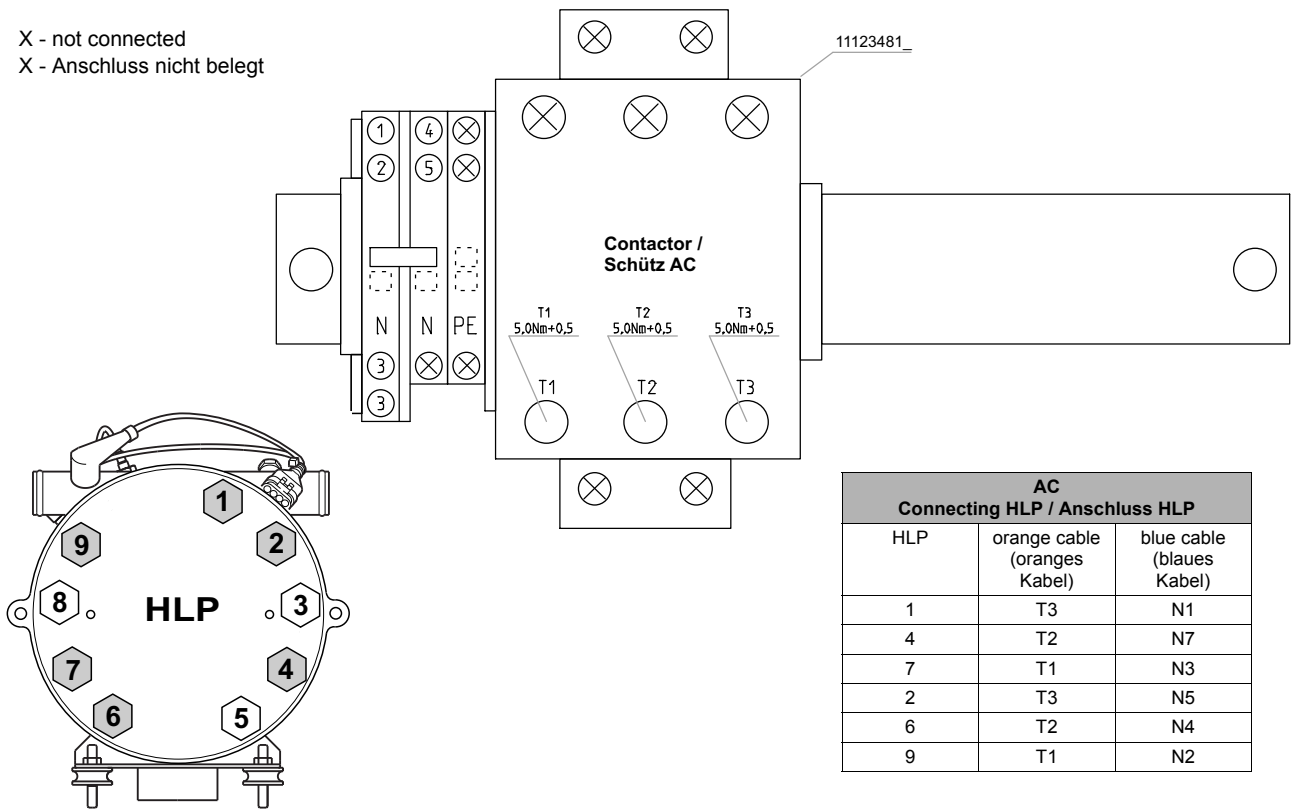 X - not connected
X - Anschluss nicht belegt
11123481_
1 4
2 5
Contactor /
Schütz AC
N N PE
T1 T2 T3
5,0Nm+0,5 5,0Nm+0,5 5,0Nm+0,5
3
3
T1 T2 T3
1
2
9
8
HLP
3
7
4
6
5
AC
Connecting HLP / Anschluss HLP
HLP orange cable blue cable
(oranges (blaues
Kabel) Kabel)
1 T3 N1
4 T2 N7
7 T1 N3
2 T3 N5
6 T2 N4
9 T1 N2